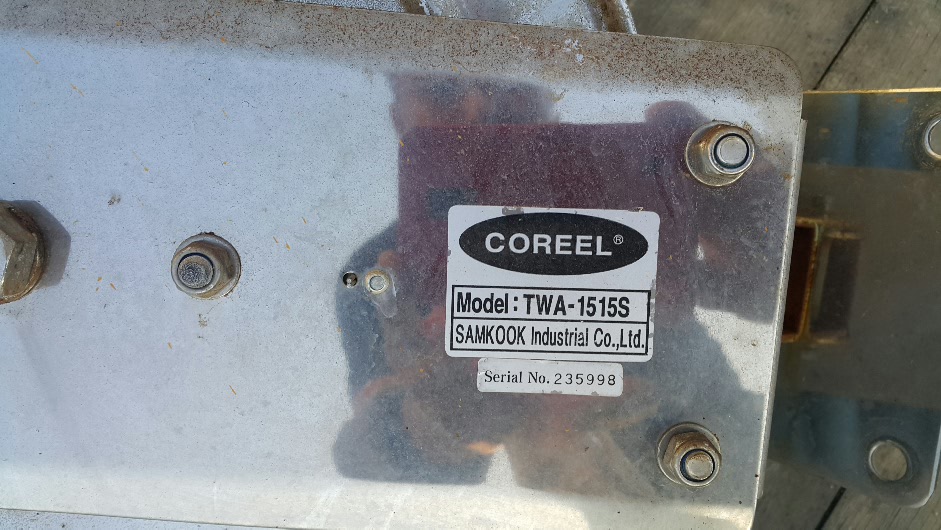 COREEL®
Model: TWA-1515S
SAMKOOK Industrial Co.,Ltd.
Serial No. 235998